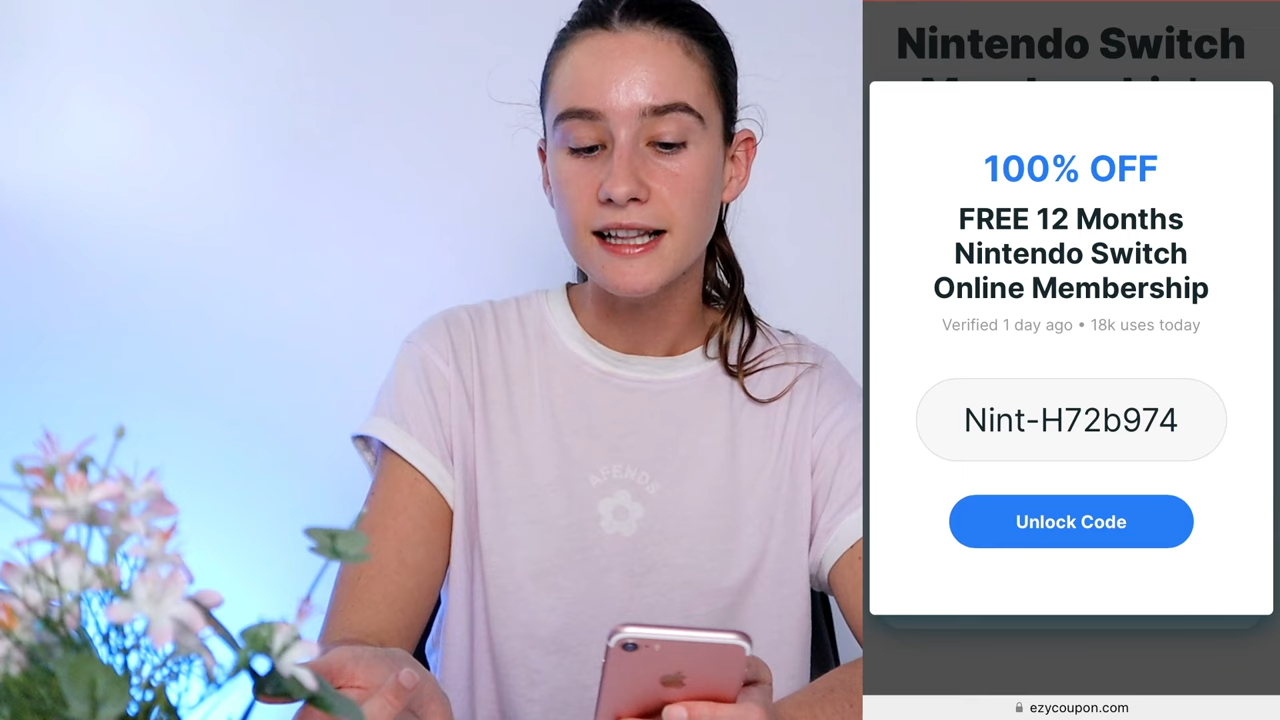 AFENDS
Nintendo Switch
100% OFF
FREE 12 Months
Nintendo Switch
Online Membership
Verified 1 day ago • 18k uses today
Nint-H72b974
Unlock Code
ezycoupon.com